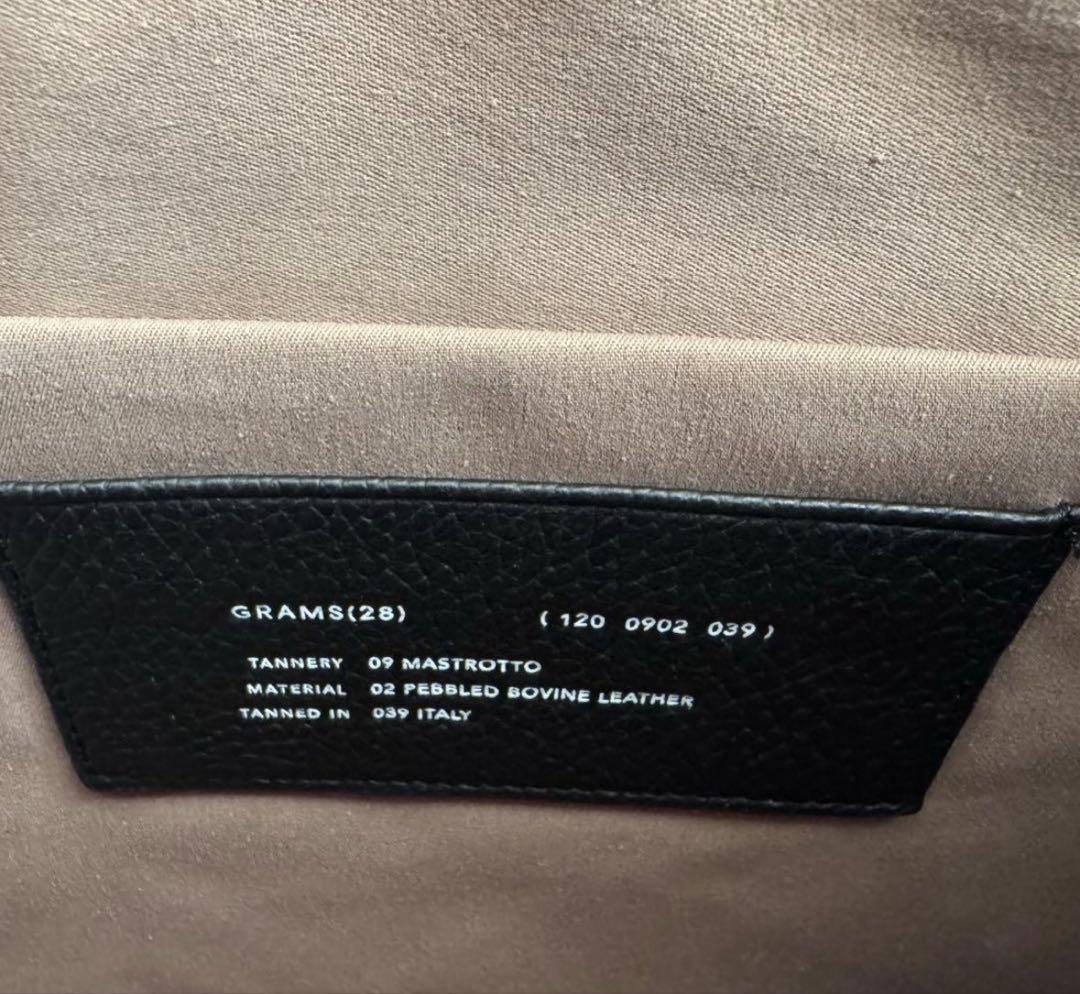 GRAMS(28) ( 120 0902 039 )
TANNERY 09 MASTROTTO
MATERIAL 02 PEBBLED BOVINE LEATHER
TANNED IN 039 ITALY